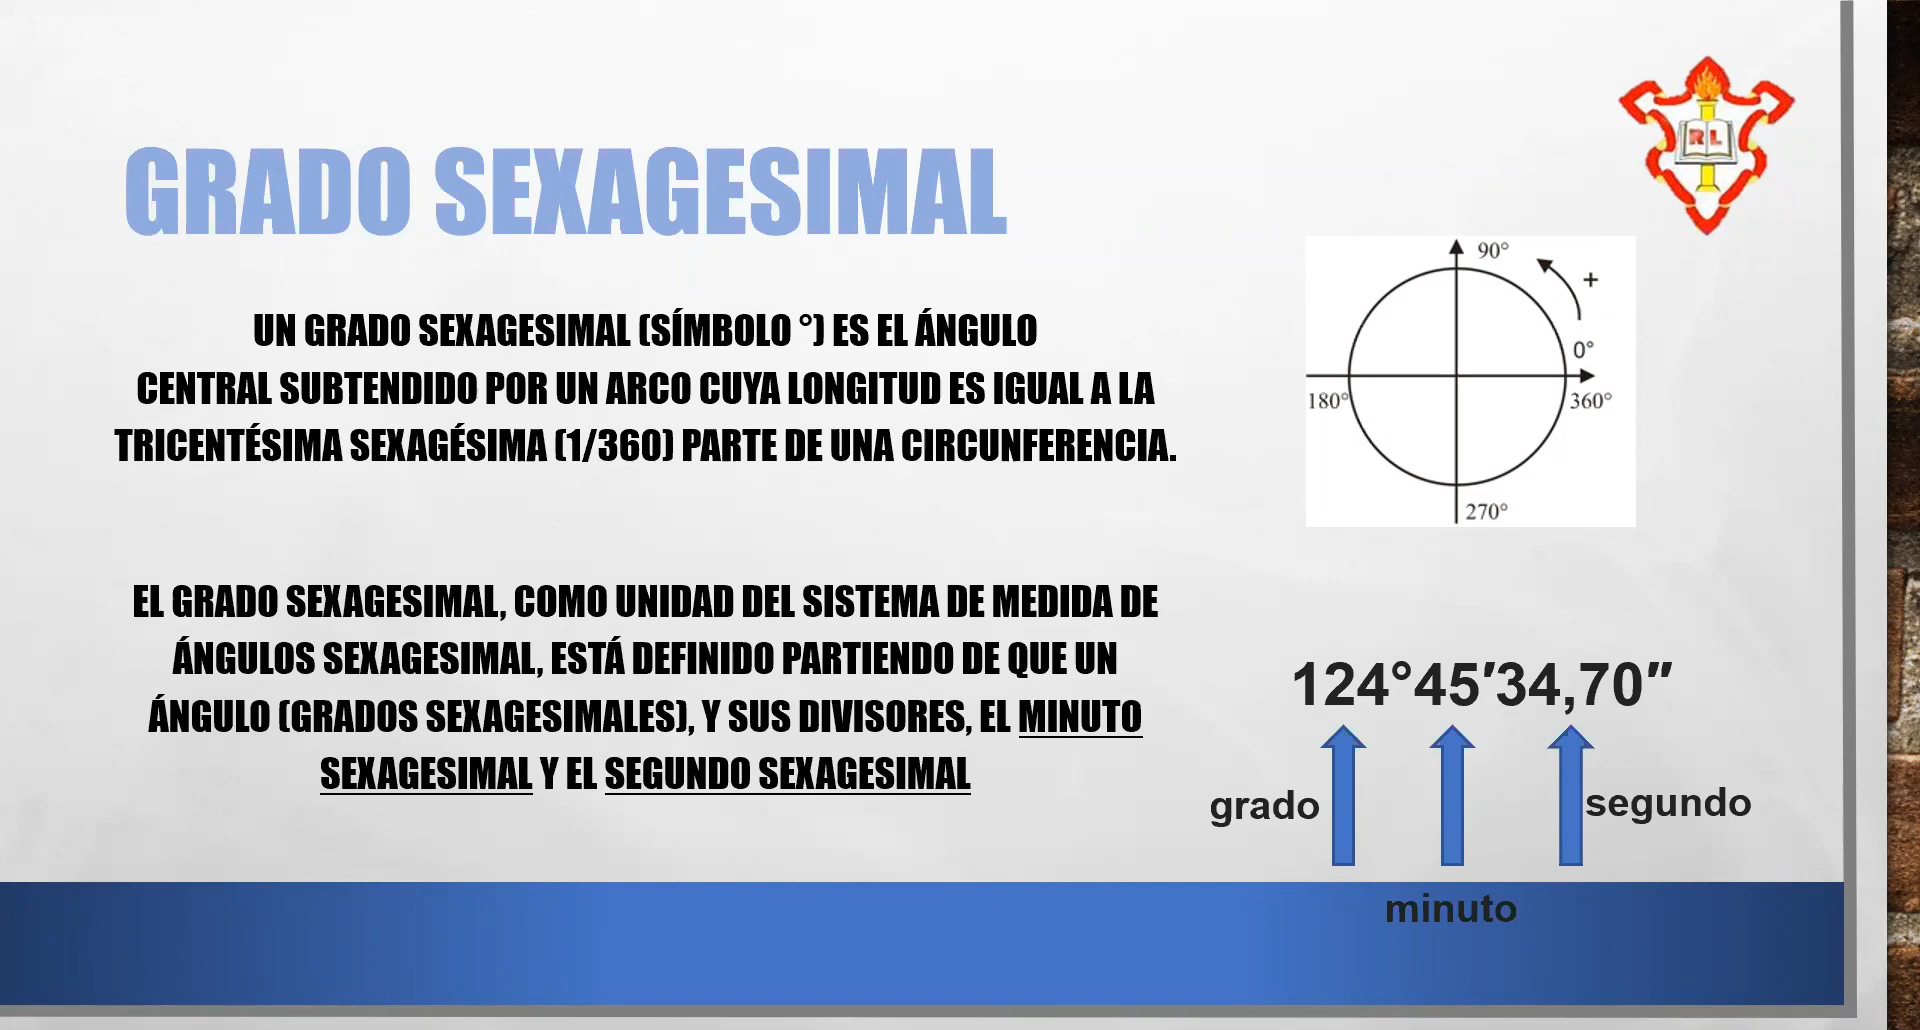 GRADO SEXAGESIMAL
UN GRADO SEXAGESIMAL (SÍMBOLO °) ES EL ÁNGULO
CENTRAL SUBTENDIDO POR UN ARCO CUYA LONGITUD ES IGUAL A LA
TRICENTÉSIMA SEXAGÉSIMA (1/360) PARTE DE UNA CIRCUNFERENCIA.
EL GRADO SEXAGESIMAL, COMO UNIDAD DEL SISTEMA DE MEDIDA DE
ÁNGULOS SEXAGESIMAL, ESTÁ DEFINIDO PARTIENDO DE QUE UN
ÁNGULO (GRADOS SEXAGESIMALES), Y SUS DIVISORES, EL MINUTO
SEXAGESIMAL Y EL SEGUNDO SEXAGESIMAL
RL
90°
+
0°
180°
360°
270°
124°45′34,70″
grado
segundo
minuto